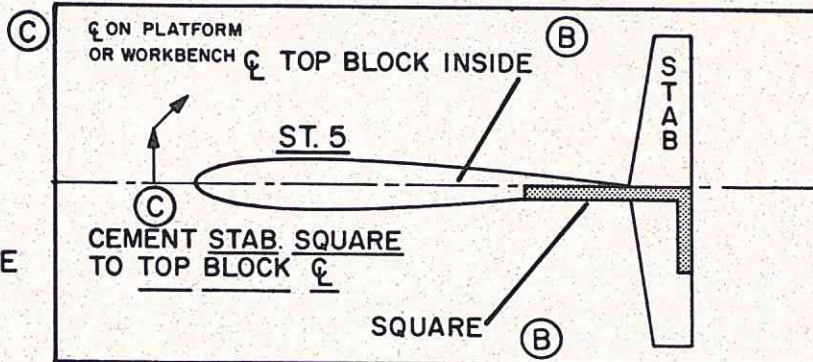 Ⓒ
℄ ON PLATFORM
OR WORKBENCH
℄ TOP BLOCK INSIDE
Ⓑ
STAB
ST. 5
Ⓒ
CEMENT STAB. SQUARE
TO TOP BLOCK ℄
E
SQUARE
Ⓑ